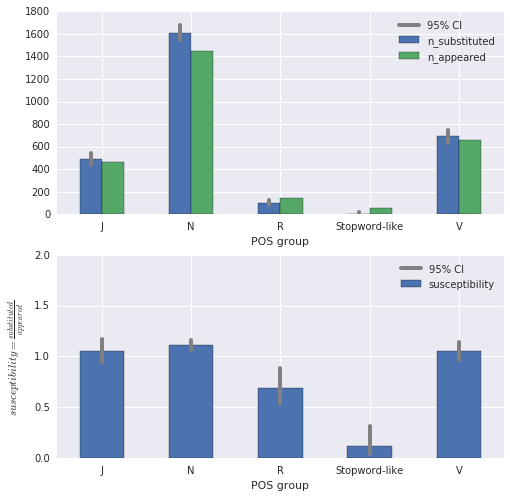 1800
1600
1400
1200
1000
800
600
400
200
0
95% CI
n_substituted
n_appeared
J N R Stopword-like V
POS group
2.0
1.5
1.0
0.5
0.0
susceptibility = substituted / appeared
95% CI
susceptibility
J N R Stopword-like V
POS group